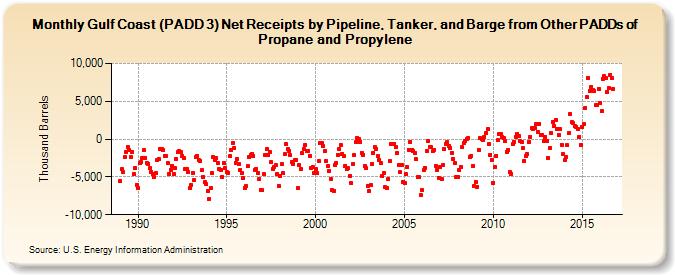 Monthly Gulf Coast (PADD 3) Net Receipts by Pipeline, Tanker, and Barge from Other PADDs of
Propane and Propylene
Thousand Barrels
10,000
5,000
0
-5,000
-10,000
1990
1995
2000
2005
2010
2015
Source: U.S. Energy Information Administration